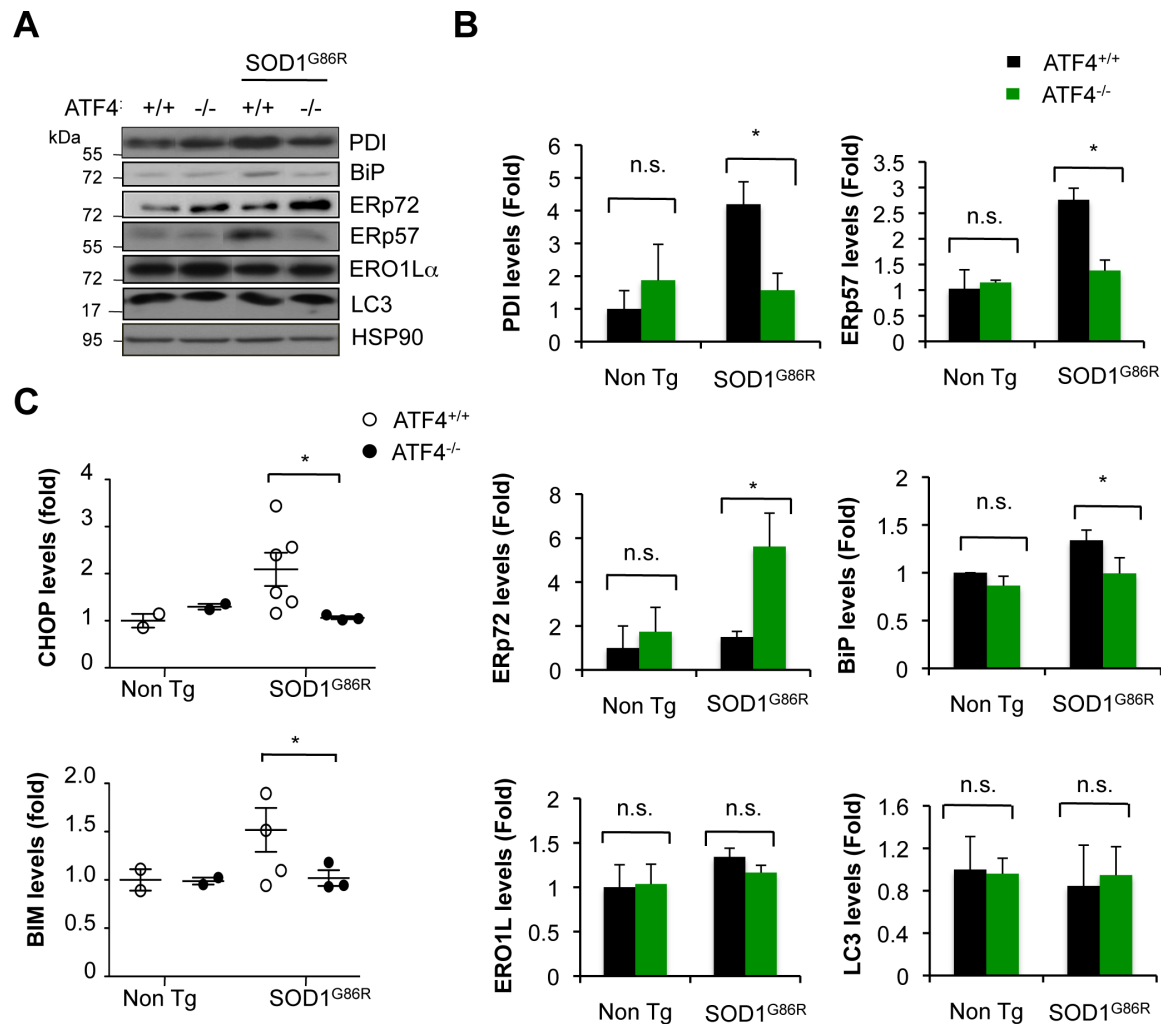 A
SOD1G86R
ATF4: +/+ -/- +/+ -/-
kDa
55 PDI
72 BiP
72 ERp72
55 ERp57
72 ERO1Lα
17 LC3
95 HSP90
B
ATF4+/+
ATF4-/-
PDI levels (Fold)
6
5
4
3
2
1
0
n.s.
*
Non Tg SOD1G86R
ERp57 levels (Fold)
3.5
3
2.5
2
1.5
1
0.5
0
n.s.
*
Non Tg SOD1G86R
ERp72 levels (Fold)
8
6
4
2
0
n.s.
*
Non Tg SOD1G86R
BiP levels (Fold)
2
1.5
1
0.5
0
n.s.
*
Non Tg SOD1G86R
ERO1L levels (Fold)
2
1.5
1
0.5
0
n.s.
n.s.
Non Tg SOD1G86R
LC3 levels (Fold)
1.6
1.2
0.8
0.4
0
n.s.
n.s.
Non Tg SOD1G86R
C
ATF4+/+
ATF4-/-
CHOP levels (fold)
4
3
2
1
0
*
Non Tg SOD1G86R
BIM levels (fold)
2.0
1.5
1.0
0.5
0
*
Non Tg SOD1G86R